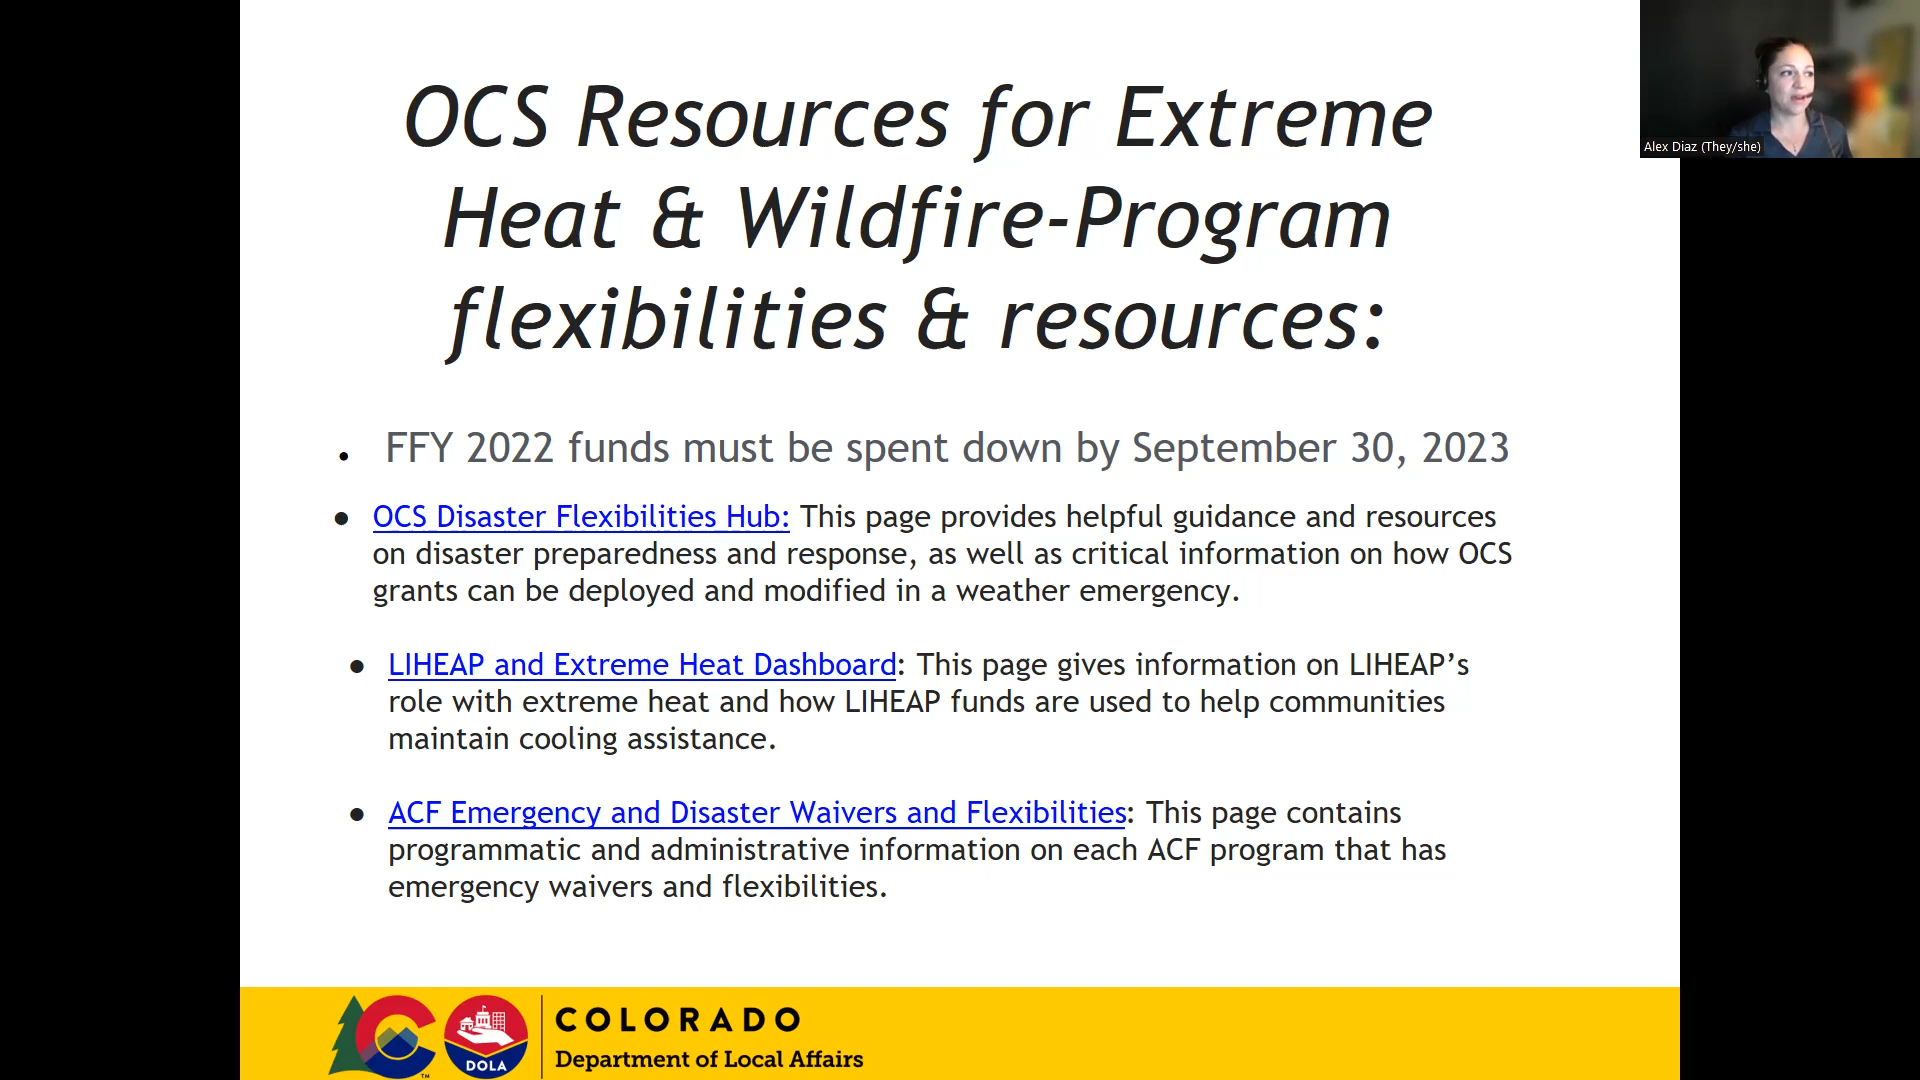 OCS Resources for Extreme
Heat & Wildfire-Program
flexibilities & resources:
• FFY 2022 funds must be spent down by September 30, 2023
● OCS Disaster Flexibilities Hub: This page provides helpful guidance and resources
on disaster preparedness and response, as well as critical information on how OCS
grants can be deployed and modified in a weather emergency.
● LIHEAP and Extreme Heat Dashboard: This page gives information on LIHEAP’s
role with extreme heat and how LIHEAP funds are used to help communities
maintain cooling assistance.
● ACF Emergency and Disaster Waivers and Flexibilities: This page contains
programmatic and administrative information on each ACF program that has
emergency waivers and flexibilities.
Alex Diaz (They/she)
TM
DOLA
COLORADO
Department of Local Affairs